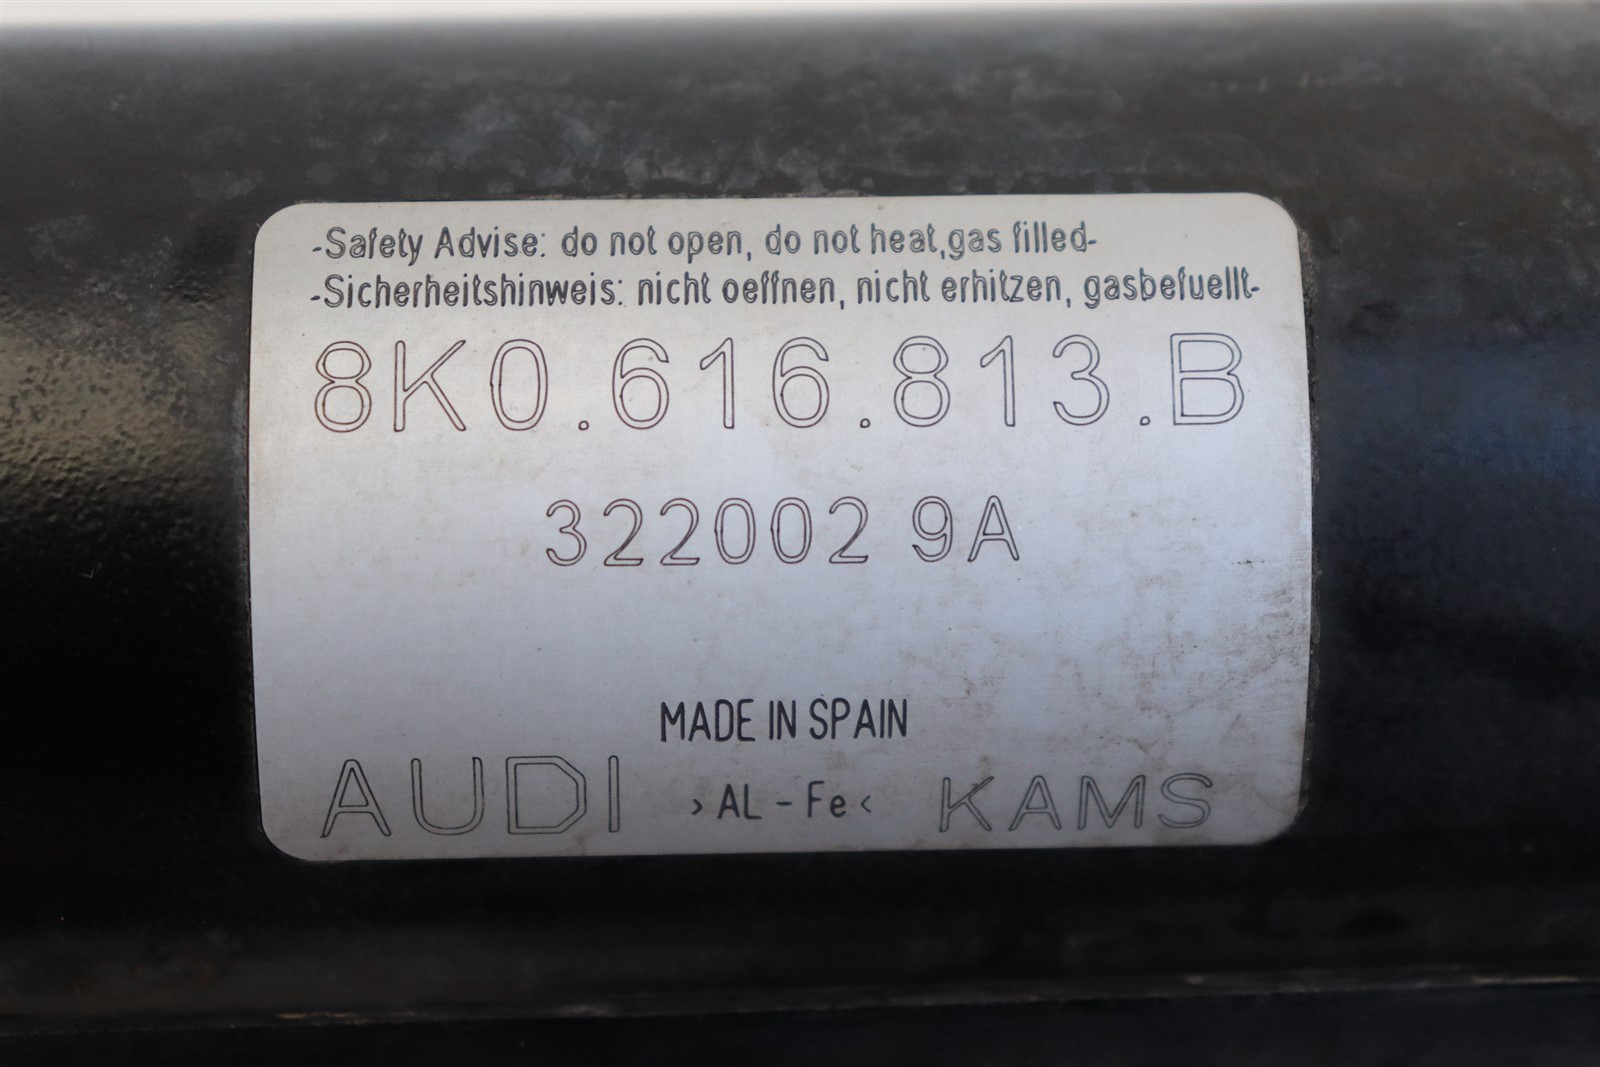 -Safety Advise: do not open, do not heat,gas filled-
-Sicherheitshinweis: nicht oeffnen, nicht erhitzen, gasbefuellt-
8K0.616.813.B
322002 9A
MADE IN SPAIN
AUDI >AL-Fe< KAMS